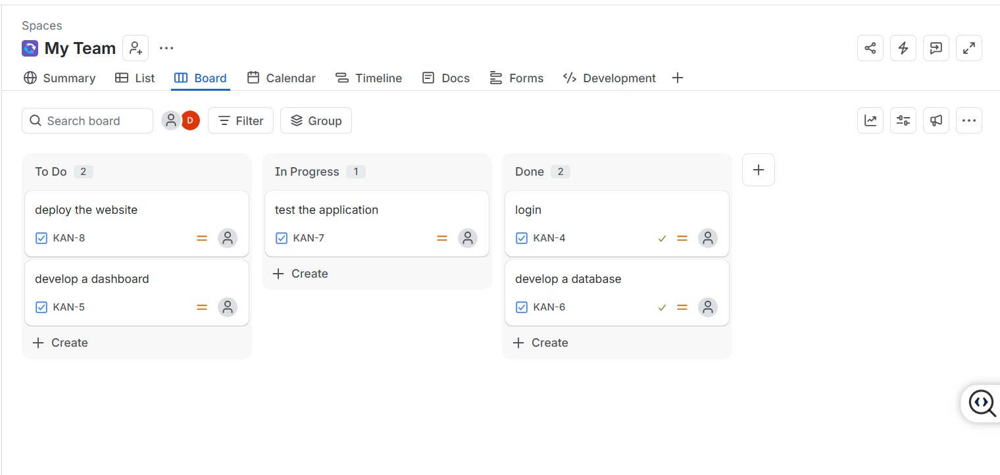 Spaces
My Team
Summary
List
Board
Calendar
Timeline
Docs
Forms
Development
Search board
D
Filter
Group
To Do 2
deploy the website
KAN-8
develop a dashboard
KAN-5
Create
In Progress 1
test the application
KAN-7
Create
Done 2
login
KAN-4
develop a database
KAN-6
Create